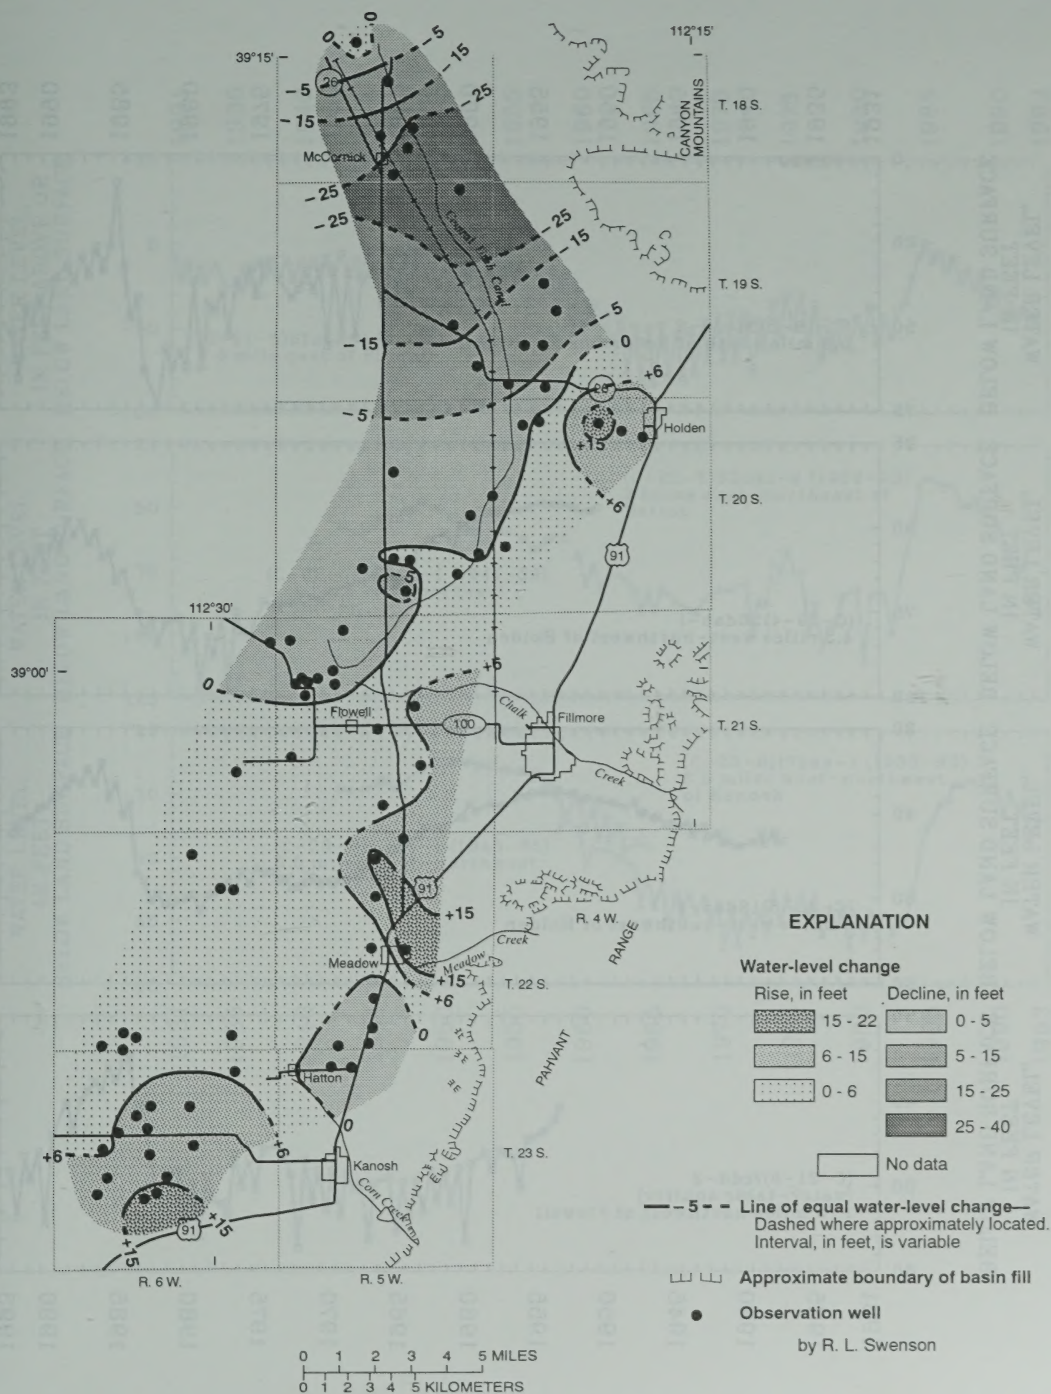 0
0
-5
-15
-25
39°15'
112°15'
-5
26
-15
McCornick
CANYON
MOUNTAINS
T. 18 S.
-25
-25
Central Utah Canal
-25
-15
T. 19 S.
-5
0
-15
26
+6
-5
+15
Holden
+6
T. 20 S.
91
-5
112°30'
39°00'
0
+6
Flowell
100
Chalk
Creek
Fillmore
T. 21 S.
91
+15
R. 4 W.
RANGE
Meadow
Meadow
Creek
+15
+6
T. 22 S.
0
PAHVANT
Hatton
0
+6
+6
Kanosh
T. 23 S.
Corn Creek
+15
91
+15
R. 6 W.
R. 5 W.
EXPLANATION
Water-level change
Rise, in feet Decline, in feet
15 - 22 0 - 5
6 - 15 5 - 15
0 - 6 15 - 25
25 - 40
No data
-5 Line of equal water-level change—
Dashed where approximately located.
Interval, in feet, is variable
Approximate boundary of basin fill
Observation well
by R. L. Swenson
0 1 2 3 4 5 MILES
0 1 2 3 4 5 KILOMETERS